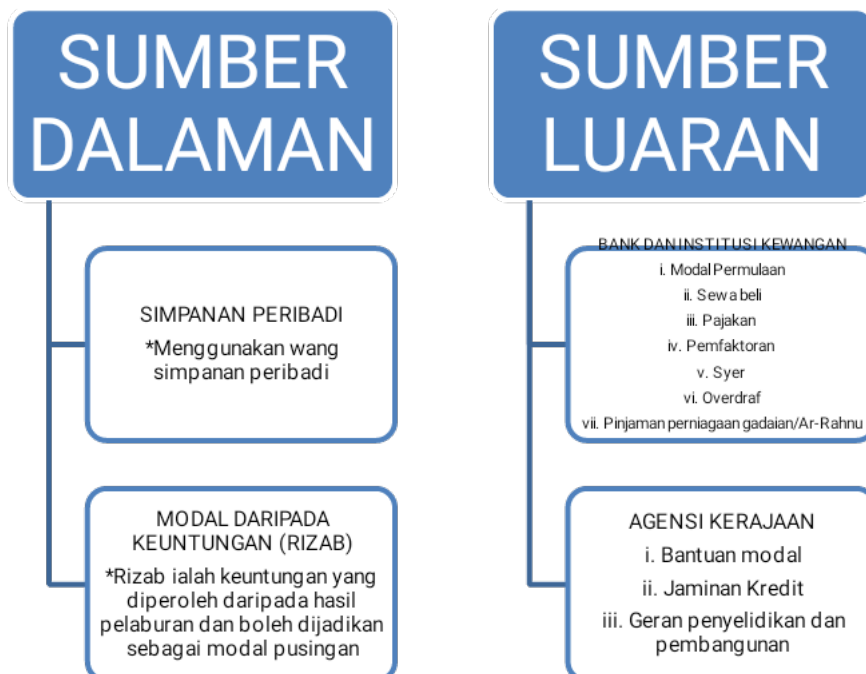 SUMBER
DALAMAN
SIMPANAN PERIBADI
*Menggunakan wang
simpanan peribadi
MODAL DARIPADA
KEUNTUNGAN (RIZAB)
*Rizab ialah keuntungan yang
diperoleh daripada hasil
pelaburan dan boleh dijadikan
sebagai modal pusingan
SUMBER
LUARAN
BANK DAN INSTITUSI KEWANGAN
i. Modal Permulaan
ii. Sewa beli
iii. Pajakan
iv. Pemfaktoran
v. Syer
vi. Overdraf
vii. Pinjaman perniagaan gadaian/Ar-Rahnu
AGENSI KERAJAAN
i. Bantuan modal
ii. Jaminan Kredit
iii. Geran penyelidikan dan
pembangunan